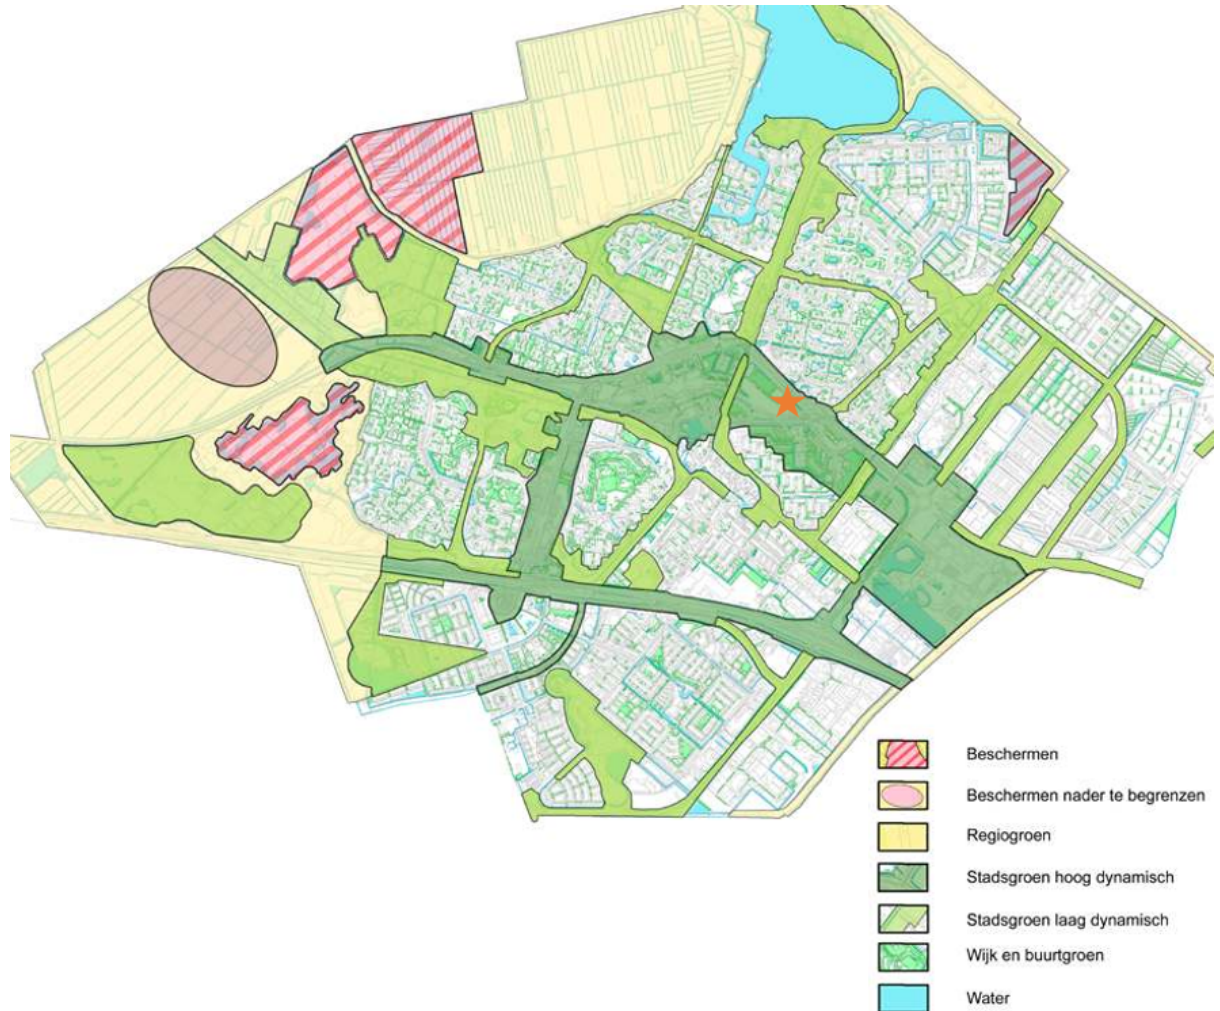 Beschermen
Beschermen nader te begrenzen
Regiogroen
Stadsgroen hoog dynamisch
Stadsgroen laag dynamisch
Wijk en buurtgroen
Water